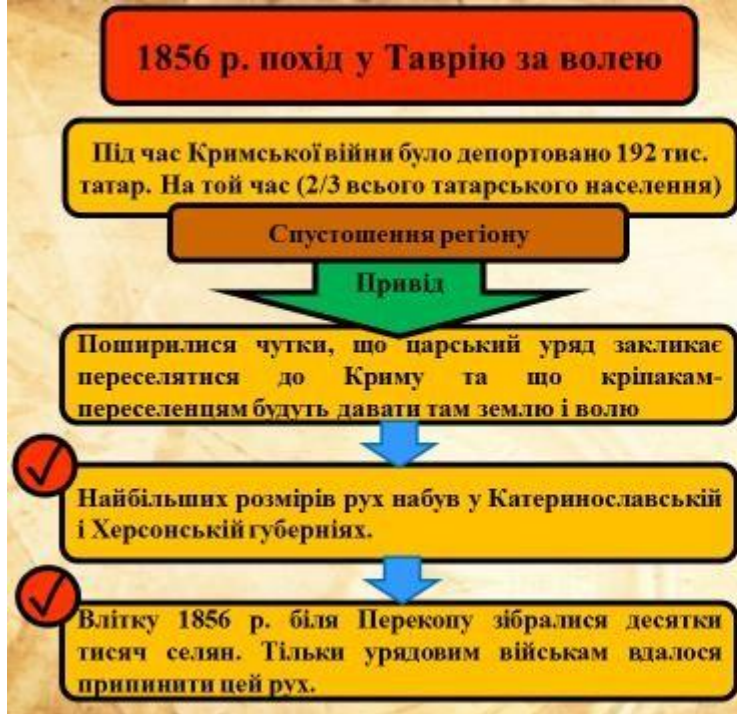 1856 р. похід у Таврію за волею
Під час Кримської війни було депортовано 192 тис.
татар. На той час (2/3 всього татарського населення)
Спустошення регіону
Привід
Поширилися чутки, що царський уряд закликає
переселятися до Криму та що кріпакам-
переселенцям будуть давати там землю і волю
Найбільших розмірів рух набув у Катеринославській
і Херсонській губерніях.
Влітку 1856 р. біля Перекопу зібралися десятки
тисяч селян. Тільки урядовим військам вдалося
припинити цей рух.